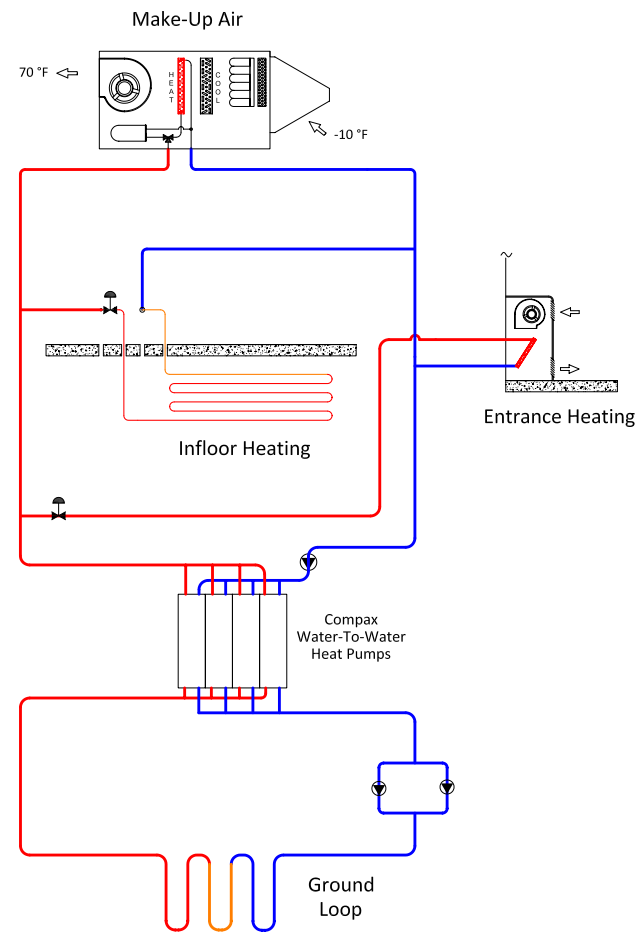 Make-Up Air
70 °F
HEAT
COOL
-10 °F
Entrance Heating
Infloor Heating
Compax
Water-To-Water
Heat Pumps
Ground
Loop